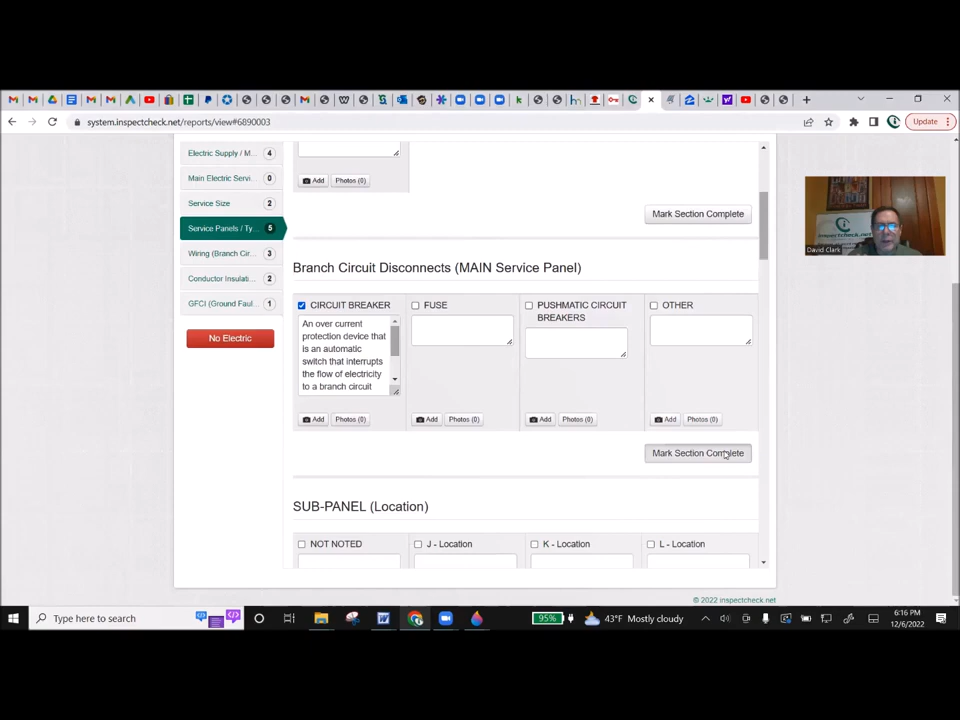 system.inspectcheck.net/reports/view#6890003
Update
Electric Supply / M... 4
Main Electric Servi... 0
Service Size 2
Service Panels / Ty... 5
Wiring (Branch Cir... 3
Conductor Insulati... 2
GFCI (Ground Faul... 1
No Electric
Add Photos (0)
Mark Section Complete
Branch Circuit Disconnects (MAIN Service Panel)
CIRCUIT BREAKER FUSE PUSHMATIC CIRCUIT BREAKERS OTHER
An over current
protection device that
is an automatic
switch that interrupts
the flow of electricity
to a branch circuit
Add Photos (0) Add Photos (0) Add Photos (0) Add Photos (0)
Mark Section Complete
SUB-PANEL (Location)
NOT NOTED J - Location K - Location L - Location
inspectcheck.net
David Clark
© 2022 inspectcheck.net
Type here to search
95%
43°F Mostly cloudy
6:16 PM
12/6/2022